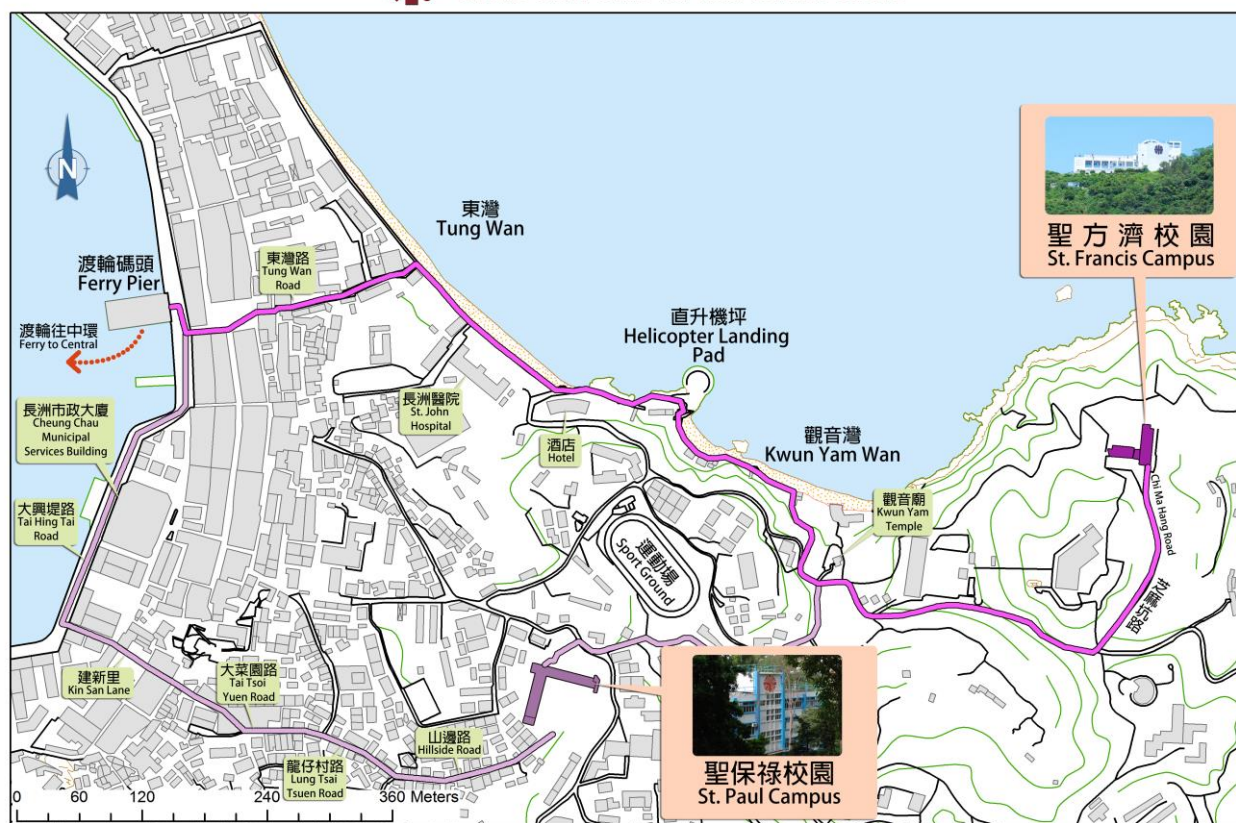 N
東灣
Tung Wan
渡輪碼頭
Ferry Pier
渡輪往中環
Ferry to Central
東灣路
Tung Wan
Road
直升機坪
Helicopter Landing
Pad
聖方濟校園
St. Francis Campus
長洲市政大廈
Cheung Chau
Municipal
Services Building
長洲醫院
St. John
Hospital
酒店
Hotel
觀音灣
Kwun Yam Wan
觀音廟
Kwun Yam
Temple
Chi Ma Hang Road
芝麻坑路
大興堤路
Tai Hing Tai
Road
運動場
Sport Ground
建新里
Kin San Lane
大菜園路
Tai Tsoi
Yuen Road
山邊路
Hillside Road
龍仔村路
Lung Tsai
Tsuen Road
聖保祿校園
St. Paul Campus
0 60 120 240 360 Meters